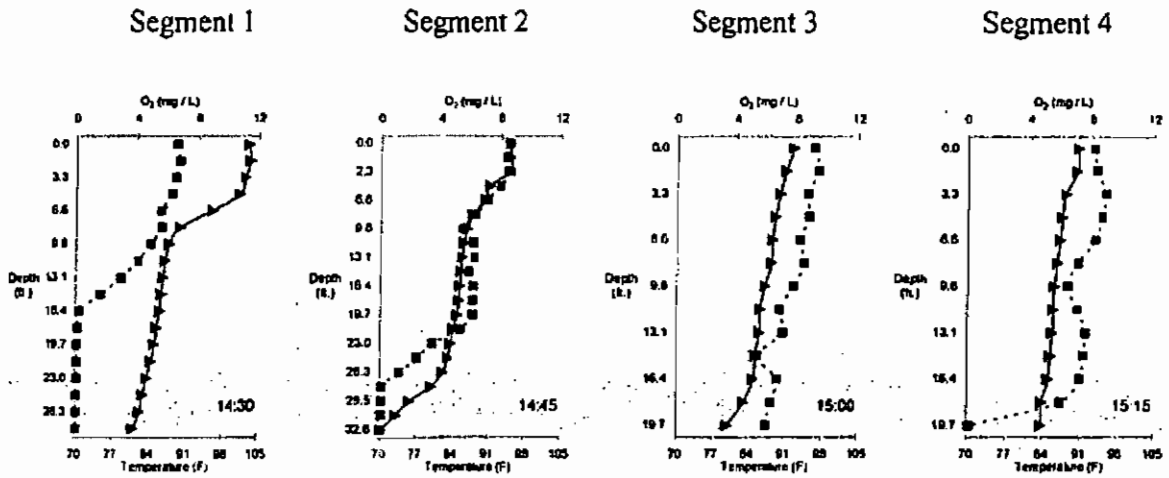 Segment 1
Segment 2
Segment 3
Segment 4
O₂ (mg / L)
O₂ (mg / L)
O₂ (mg / L)
O₂ (mg / L)
0 4 8 12
0 4 8 12
0 4 8 12
0 4 8 12
0.0
3.3
6.6
9.8
13.1
16.4
19.7
23.0
26.3
Depth
(ft.)
14:30
70 77 84 91 98 105
Temperature (F)
0.0
3.3
6.6
9.8
13.1
16.4
19.7
23.0
26.3
29.5
32.8
Depth
(ft.)
14:45
70 77 84 91 98 105
Temperature (F)
0.0
3.3
6.6
9.8
13.1
16.4
19.7
Depth
(ft.)
15:00
70 77 84 91 98 105
Temperature (F)
0.0
3.3
6.6
9.8
13.1
16.4
19.7
Depth
(ft.)
15:15
70 77 84 91 98 105
Temperature (F)